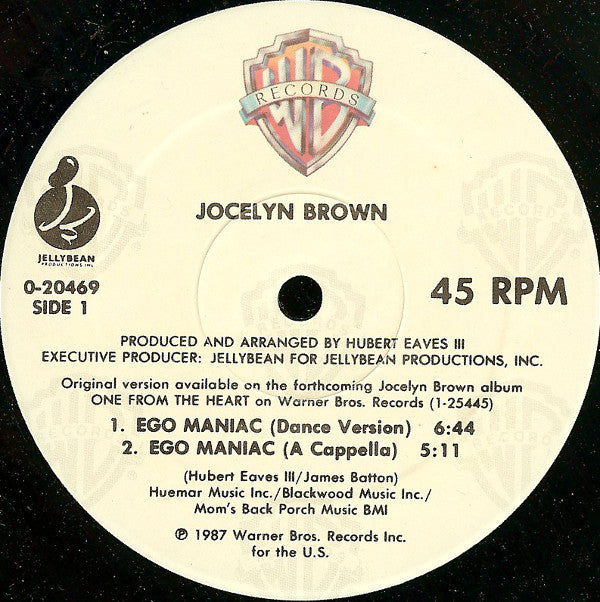 WB
RECORDS
JOCELYN BROWN
JELLYBEAN
PRODUCTIONS INC.
0-20469
SIDE 1
45 RPM
PRODUCED AND ARRANGED BY HUBERT EAVES III
EXECUTIVE PRODUCER: JELLYBEAN FOR JELLYBEAN PRODUCTIONS, INC.
Original version available on the forthcoming Jocelyn Brown album
ONE FROM THE HEART on Warner Bros. Records (1-25445)
1. EGO MANIAC (Dance Version) 6:44
2. EGO MANIAC (A Cappella) 5:11
(Hubert Eaves III/James Batton)
Huemar Music Inc./Blackwood Music Inc./
Mom's Back Porch Music BMI
℗ 1987 Warner Bros. Records Inc.
for the U.S.